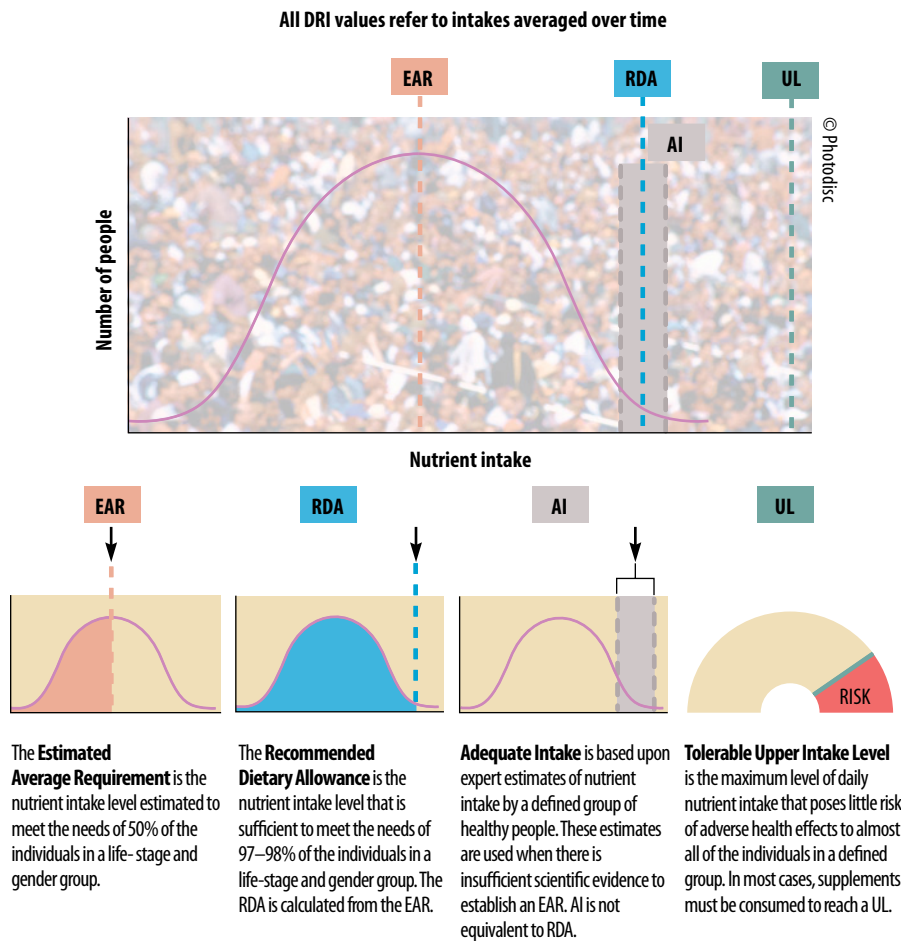 All DRI values refer to intakes averaged over time
EAR
RDA
UL
AI
© Photodisc
Number of people
Nutrient intake
EAR
RDA
AI
UL
RISK
The Estimated
Average Requirement is the
nutrient intake level estimated to
meet the needs of 50% of the
individuals in a life- stage and
gender group.
The Recommended
Dietary Allowance is the
nutrient intake level that is
sufficient to meet the needs of
97–98% of the individuals in a
life-stage and gender group. The
RDA is calculated from the EAR.
Adequate Intake is based upon
expert estimates of nutrient
intake by a defined group of
healthy people. These estimates
are used when there is
insufficient scientific evidence to
establish an EAR. AI is not
equivalent to RDA.
Tolerable Upper Intake Level
is the maximum level of daily
nutrient intake that poses little risk
of adverse health effects to almost
all of the individuals in a defined
group. In most cases, supplements
must be consumed to reach a UL.